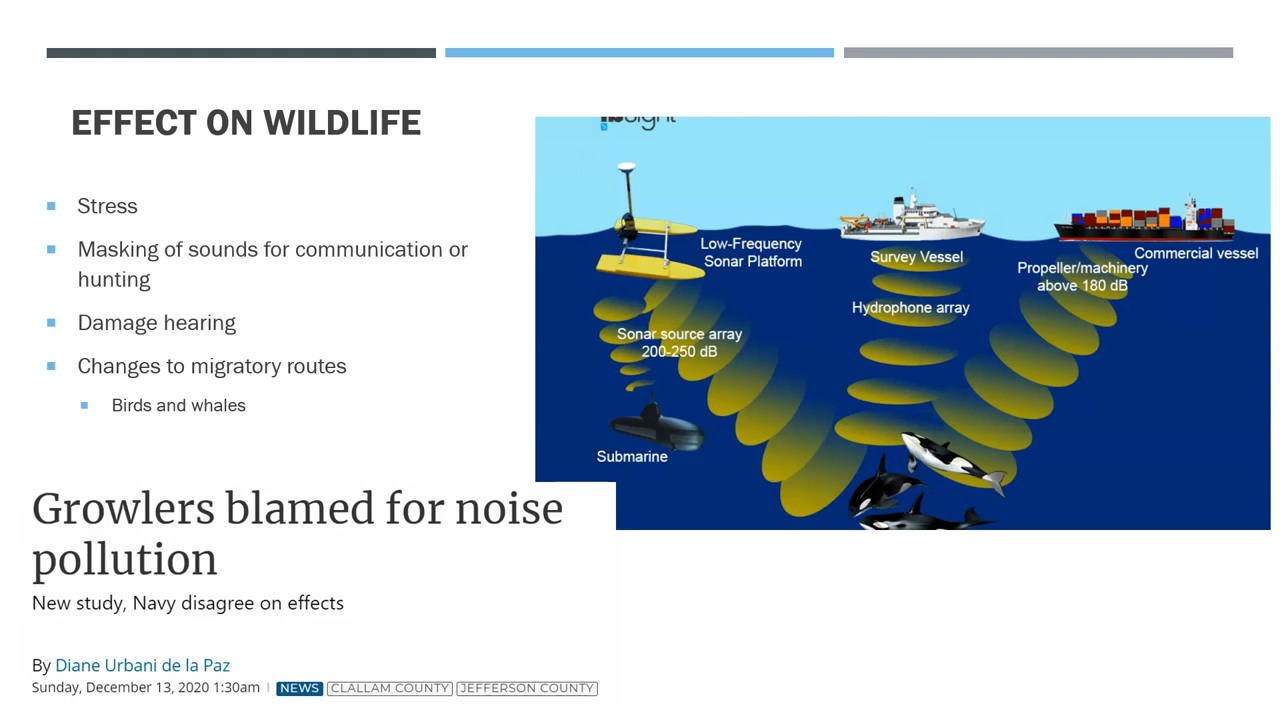 EFFECT ON WILDLIFE
Stress
Masking of sounds for communication or
hunting
Damage hearing
Changes to migratory routes
Birds and whales
Low-Frequency
Sonar Platform
Sonar source array
200-250 dB
Submarine
Survey Vessel
Hydrophone array
Commercial vessel
Propeller/machinery
above 180 dB
Growlers blamed for noise
pollution
New study, Navy disagree on effects
By Diane Urbani de la Paz
Sunday, December 13, 2020 1:30am | NEWS CLALLAM COUNTY JEFFERSON COUNTY